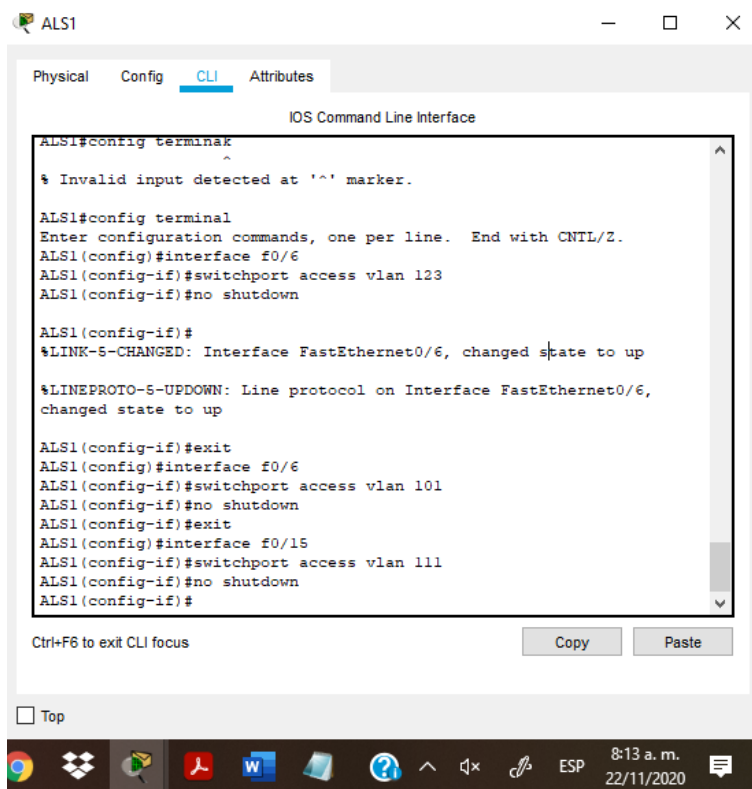 ALS1
Physical Config CLI Attributes
IOS Command Line Interface
ALS1#config terminak
^
% Invalid input detected at '^' marker.
ALS1#config terminal
Enter configuration commands, one per line. End with CNTL/Z.
ALS1(config)#interface f0/6
ALS1(config-if)#switchport access vlan 123
ALS1(config-if)#no shutdown
ALS1(config-if)#
%LINK-5-CHANGED: Interface FastEthernet0/6, changed state to up
%LINEPROTO-5-UPDOWN: Line protocol on Interface FastEthernet0/6,
changed state to up
ALS1(config-if)#exit
ALS1(config)#interface f0/6
ALS1(config-if)#switchport access vlan 101
ALS1(config-if)#no shutdown
ALS1(config-if)#exit
ALS1(config)#interface f0/15
ALS1(config-if)#switchport access vlan 111
ALS1(config-if)#no shutdown
ALS1(config-if)#
Ctrl+F6 to exit CLI focus
Copy Paste
Top
W ESP 8:13 a. m.
22/11/2020